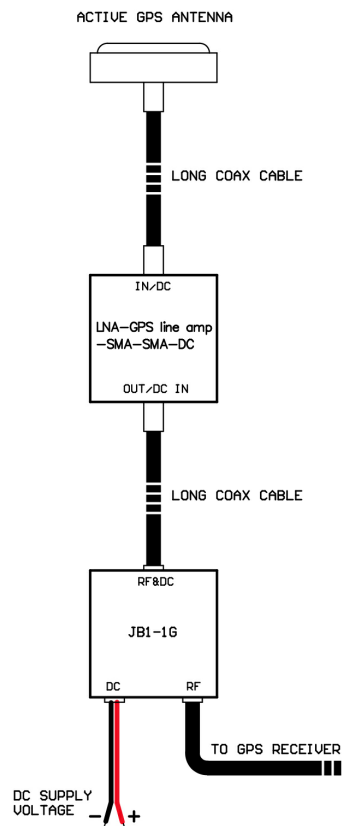 ACTIVE GPS ANTENNA
LONG COAX CABLE
IN/DC
LNA-GPS line amp
-SMA-SMA-DC
OUT/DC IN
LONG COAX CABLE
RF&DC
JB1-1G
DC RF
TO GPS RECEIVER
DC SUPPLY
VOLTAGE - +